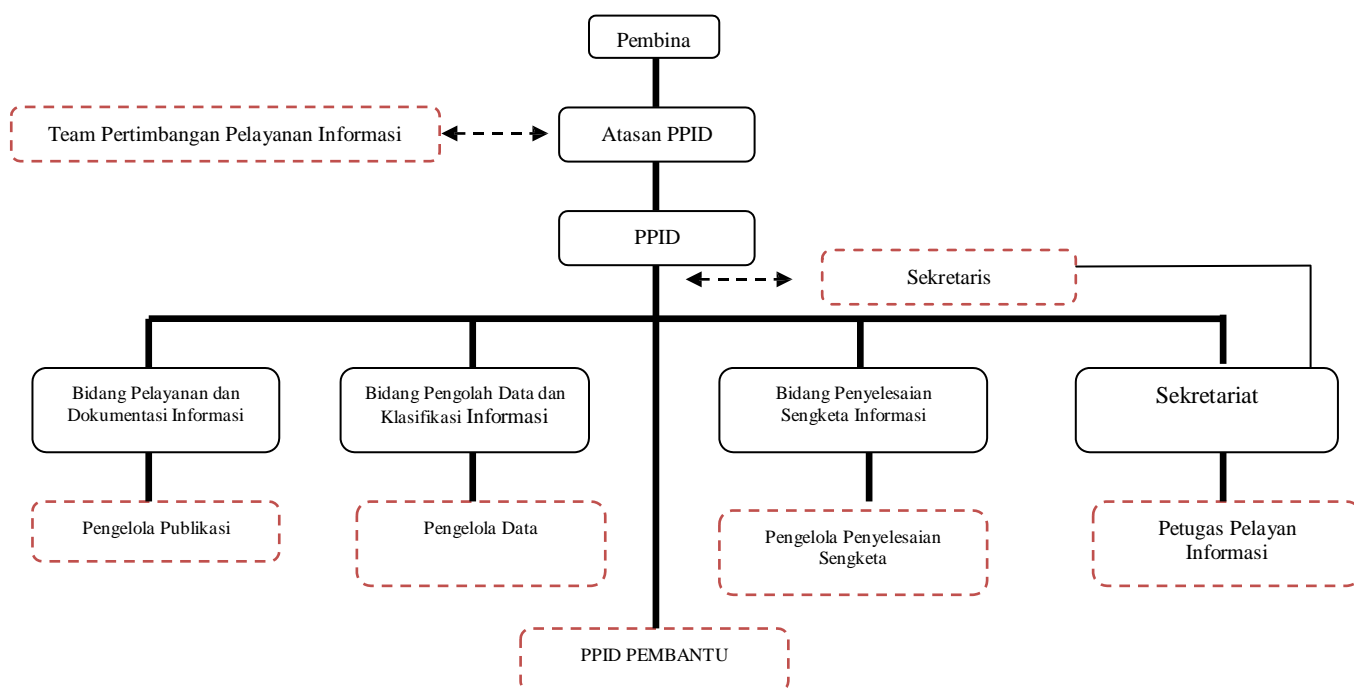 Pembina
Team Pertimbangan Pelayanan Informasi
Atasan PPID
PPID
Sekretaris
Bidang Pelayanan dan
Dokumentasi Informasi
Bidang Pengolah Data dan
Klasifikasi Informasi
Bidang Penyelesaian
Sengketa Informasi
Sekretariat
Pengelola Publikasi
Pengelola Data
Pengelola Penyelesaian
Sengketa
Petugas Pelayan
Informasi
PPID PEMBANTU